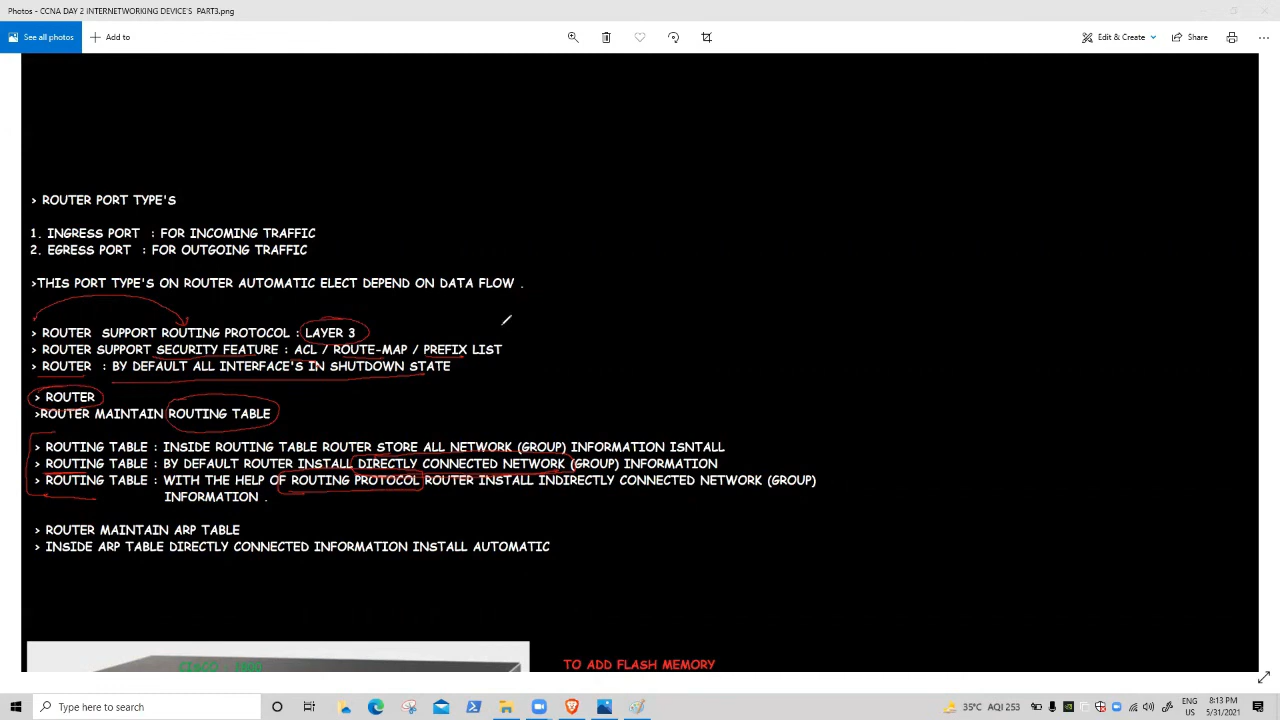 Photos - CCNA DAY 2 INTERNETWORKING DEVICE'S  PART3.png
See all photos
Add to
Edit & Create
Share
> ROUTER PORT TYPE'S
1. INGRESS PORT  : FOR INCOMING TRAFFIC
2. EGRESS PORT  : FOR OUTGOING TRAFFIC
>THIS PORT TYPE'S ON ROUTER AUTOMATIC ELECT DEPEND ON DATA FLOW .
> ROUTER  SUPPORT ROUTING PROTOCOL : LAYER 3
> ROUTER SUPPORT SECURITY FEATURE : ACL / ROUTE-MAP / PREFIX LIST
> ROUTER  : BY DEFAULT ALL INTERFACE'S IN SHUTDOWN STATE
> ROUTER
>ROUTER MAINTAIN ROUTING TABLE
> ROUTING TABLE : INSIDE ROUTING TABLE ROUTER STORE ALL NETWORK (GROUP) INFORMATION ISNTALL
> ROUTING TABLE : BY DEFAULT ROUTER INSTALL DIRECTLY CONNECTED NETWORK (GROUP) INFORMATION
> ROUTING TABLE : WITH THE HELP OF ROUTING PROTOCOL ROUTER INSTALL INDIRECTLY CONNECTED NETWORK (GROUP)
INFORMATION .
> ROUTER MAINTAIN ARP TABLE
> INSIDE ARP TABLE DIRECTLY CONNECTED INFORMATION INSTALL AUTOMATIC
CISCO
TO ADD FLASH MEMORY
Type here to search
35°C AQI 253
ENG
US
8:13 PM
5/31/2021